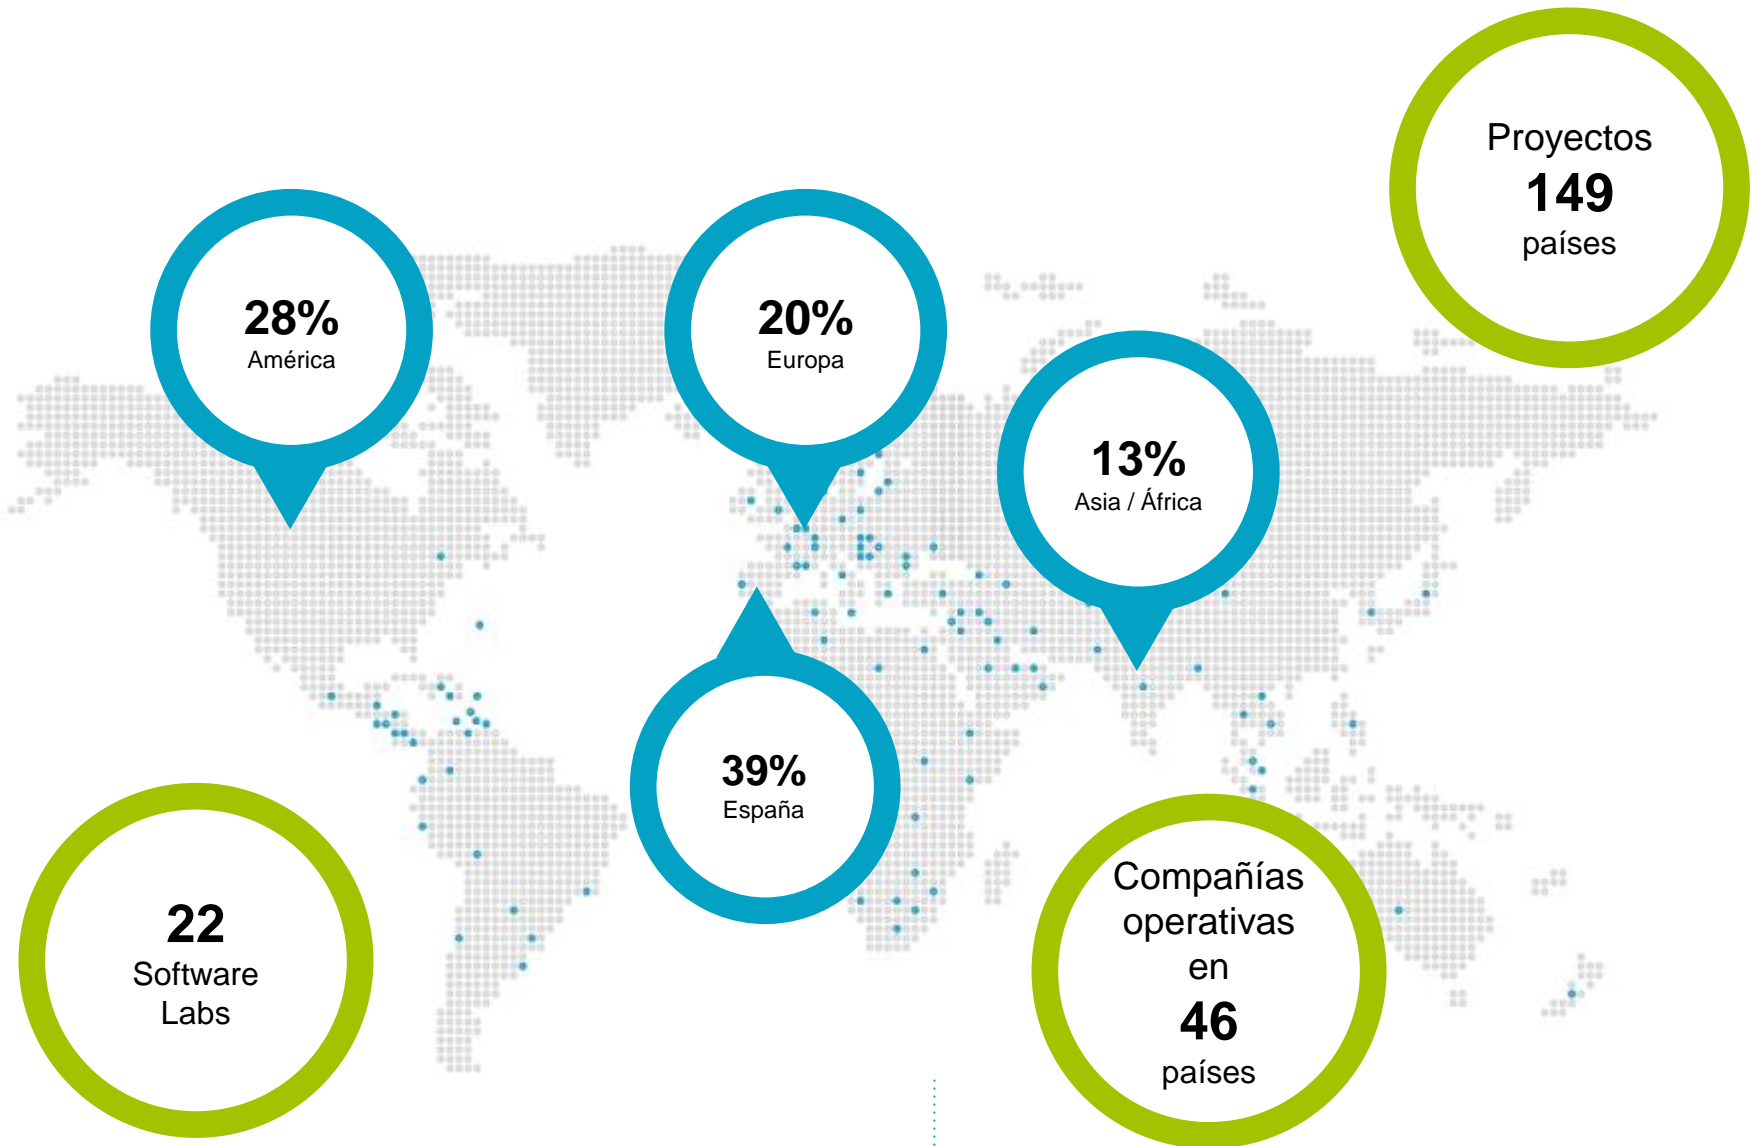 Proyectos
149
países
28%
América
20%
Europa
13%
Asia / África
39%
España
22
Software
Labs
Compañías
operativas
en
46
países